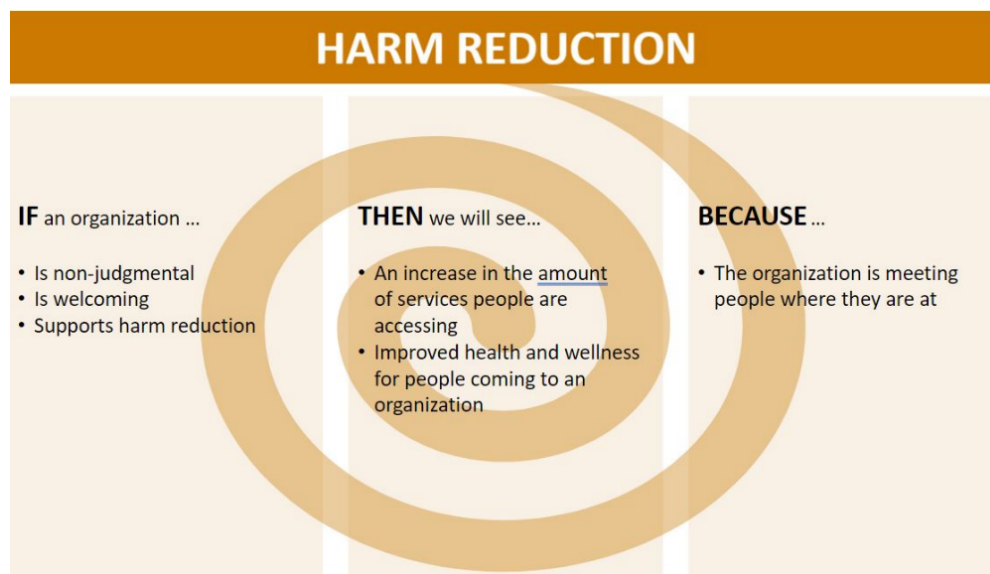 HARM REDUCTION
IF an organization ...
• Is non-judgmental
• Is welcoming
• Supports harm reduction
THEN we will see...
• An increase in the amount
of services people are
accessing
• Improved health and wellness
for people coming to an
organization
BECAUSE ...
• The organization is meeting
people where they are at